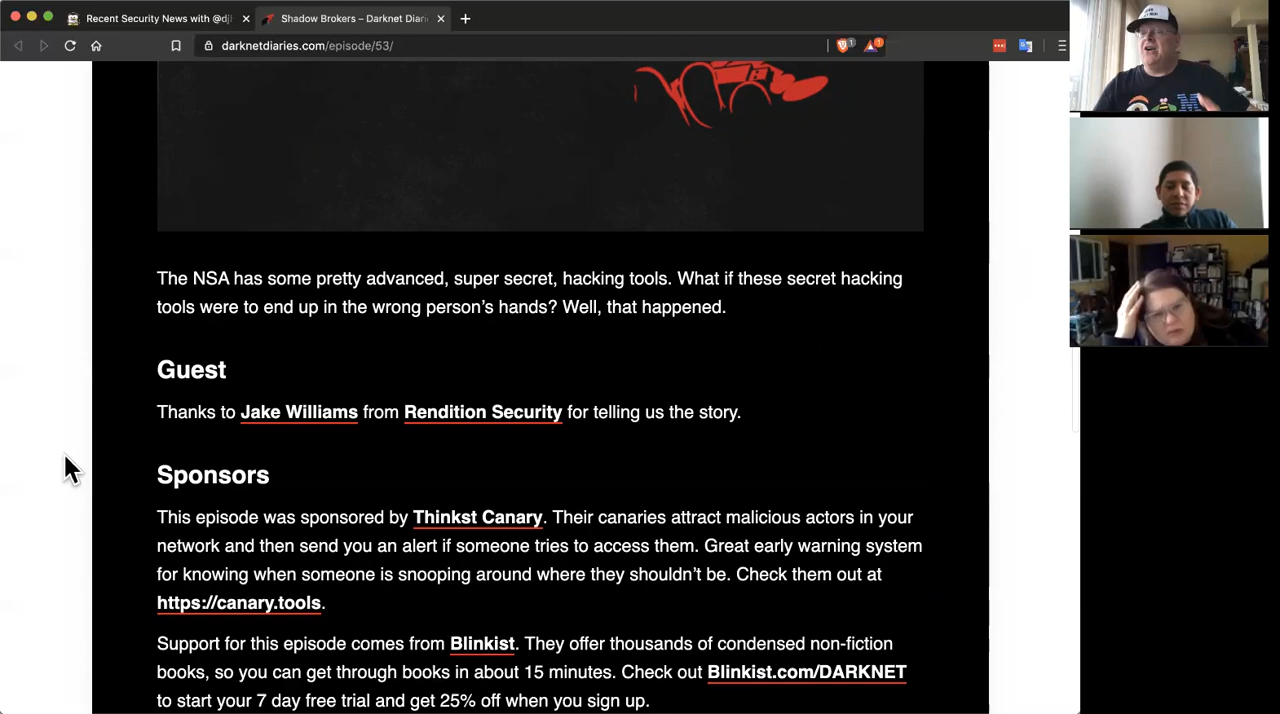 Recent Security News with @dj
Shadow Brokers – Darknet Diari
darknetdiaries.com/episode/53/
The NSA has some pretty advanced, super secret, hacking tools. What if these secret hacking
tools were to end up in the wrong person's hands? Well, that happened.
Guest
Thanks to Jake Williams from Rendition Security for telling us the story.
Sponsors
This episode was sponsored by Thinkst Canary. Their canaries attract malicious actors in your
network and then send you an alert if someone tries to access them. Great early warning system
for knowing when someone is snooping around where they shouldn't be. Check them out at
https://canary.tools.
Support for this episode comes from Blinkist. They offer thousands of condensed non-fiction
books, so you can get through books in about 15 minutes. Check out Blinkist.com/DARKNET
to start your 7 day free trial and get 25% off when you sign up.